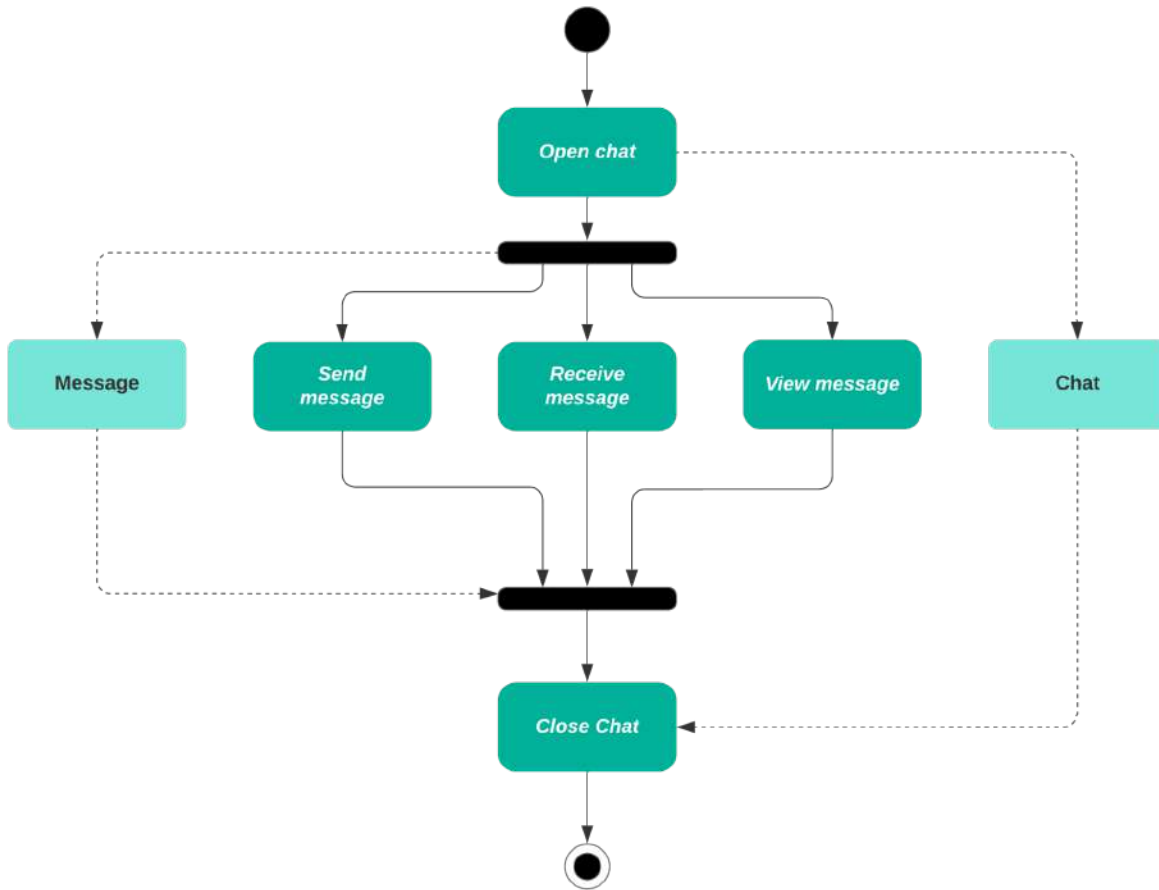 Open chat
Message
Send
message
Receive
message
View message
Chat
Close Chat